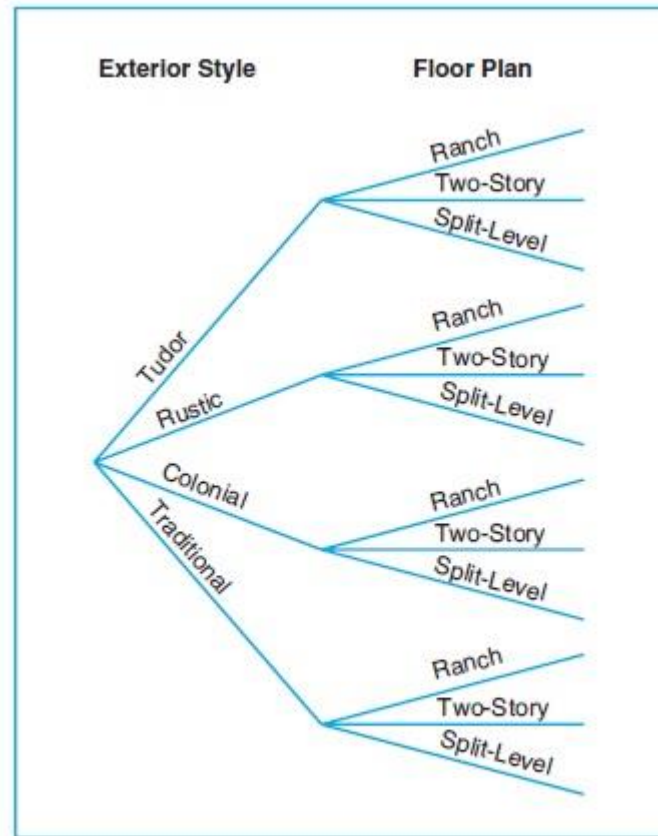 Exterior Style Floor Plan
Ranch
Two-Story
Split-Level
Tudor
Ranch
Two-Story
Split-Level
Rustic
Colonial
Ranch
Two-Story
Split-Level
Traditional
Ranch
Two-Story
Split-Level